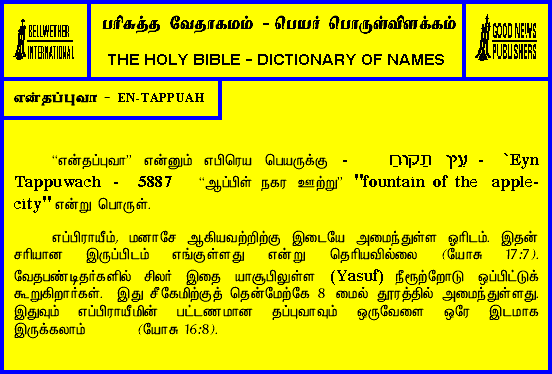 BELLWETHER
INTERNATIONAL
பரிசுத்த வேதாகமம் - பெயர் பொருள்விளக்கம்
THE HOLY BIBLE - DICTIONARY OF NAMES
GOOD NEWS
PUBLISHERS
என்தப்புவா - EN-TAPPUAH
“என்தப்புவா” என்னும் எபிரெய பெயருக்கு - עֵין תַּפּוּחַ - `Eyn
Tappuwach - 5887 “ஆப்பிள் நகர ஊற்று” "fountain of the apple-
city" என்று பொருள்.
எப்பிராயீம், மனாசே ஆகியவற்றிற்கு இடையே அமைந்துள்ள ஓரிடம். இதன்
சரியான இருப்பிடம் எங்குள்ளது என்று தெரியவில்லை (யோசு 17:7).
வேதபண்டிதர்களில் சிலர் இதை யாசூபிலுள்ள (Yasuf) நீரூற்றோடு ஒப்பிட்டுக்
கூறுகிறார்கள். இது சீகேமிற்குத் தென்மேற்கே 8 மைல் தூரத்தில் அமைந்துள்ளது.
இதுவும் எப்பிராயீமின் பட்டணமான தப்புவாவும் ஒருவேளை ஒரே இடமாக
இருக்கலாம் (யோசு 16:8).